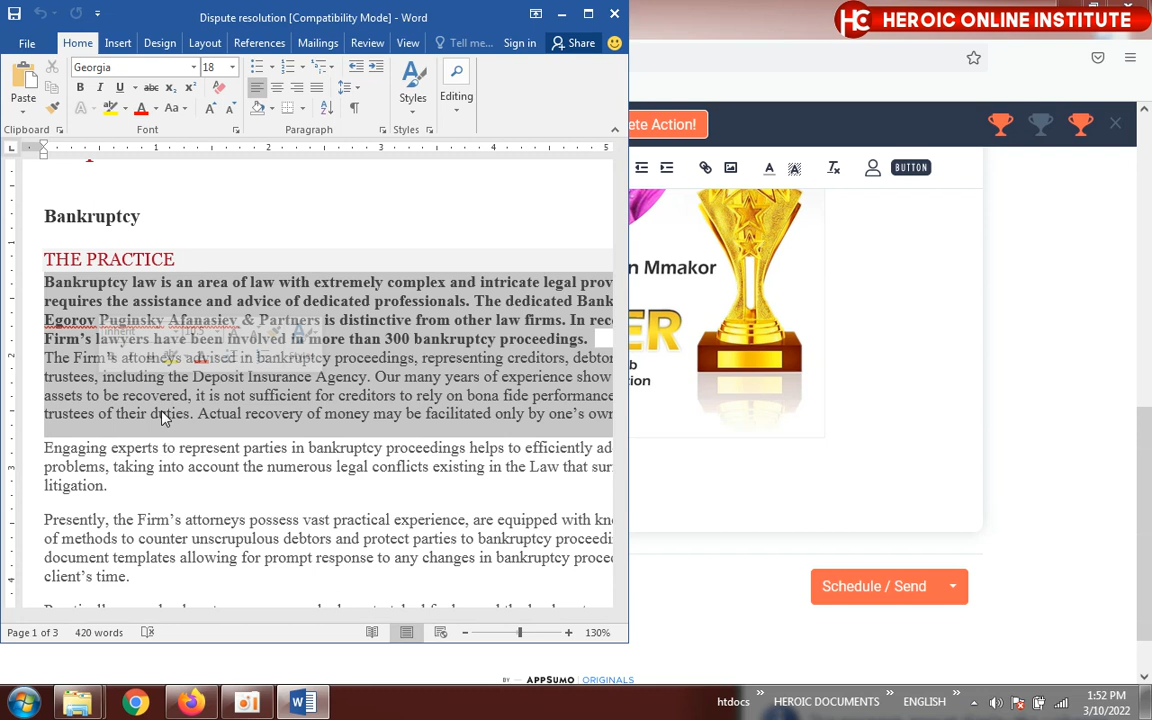 Dispute resolution [Compatibility Mode] - Word
HEROIC ONLINE INSTITUTE
File Home Insert Design Layout References Mailings Review View Tell me... Sign in Share
Georgia 18
Paste
Styles
Editing
Clipboard Font Paragraph Styles
ete Action!
BUTTON
Bankruptcy
THE PRACTICE
Bankruptcy law is an area of law with extremely complex and intricate legal prov
requires the assistance and advice of dedicated professionals. The dedicated Bank
Egorov Puginsky Afanasiev & Partners is distinctive from other law firms. In rece
Firm's lawyers have been involved in more than 300 bankruptcy proceedings.
The Firm's attorneys advised in bankruptcy proceedings, representing creditors, debtor
trustees, including the Deposit Insurance Agency. Our many years of experience show
assets to be recovered, it is not sufficient for creditors to rely on bona fide performance
trustees of their duties. Actual recovery of money may be facilitated only by one's own
Engaging experts to represent parties in bankruptcy proceedings helps to efficiently ad
problems, taking into account the numerous legal conflicts existing in the Law that sur
litigation.
Presently, the Firm's attorneys possess vast practical experience, are equipped with kno
of methods to counter unscrupulous debtors and protect parties to bankruptcy proceedi
document templates allowing for prompt response to any changes in bankruptcy procee
client's time.
n Mmakor
ER
b
tion
Schedule / Send
Page 1 of 3 420 words 130%
BY — APPSUMO ORIGINALS
htdocs HEROIC DOCUMENTS ENGLISH
1:52 PM
3/10/2022